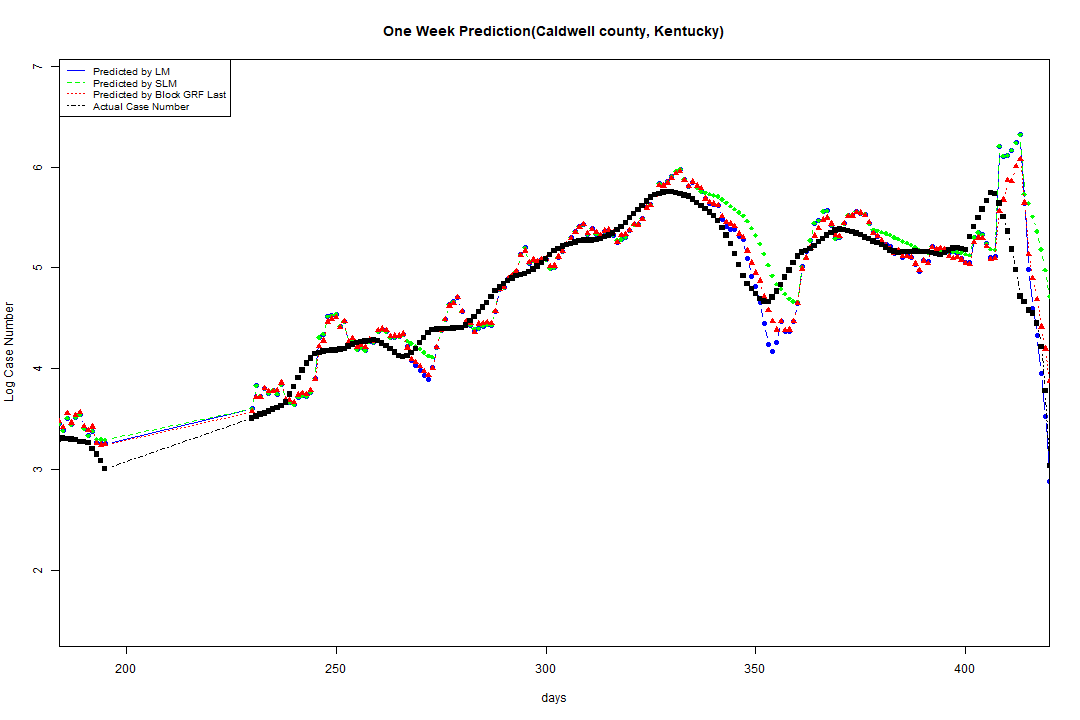 One Week Prediction(Caldwell county, Kentucky)
Predicted by LM
Predicted by SLM
Predicted by Block GRF Last
Actual Case Number
Log Case Number
7
6
5
4
3
2
200 250 300 350 400
days